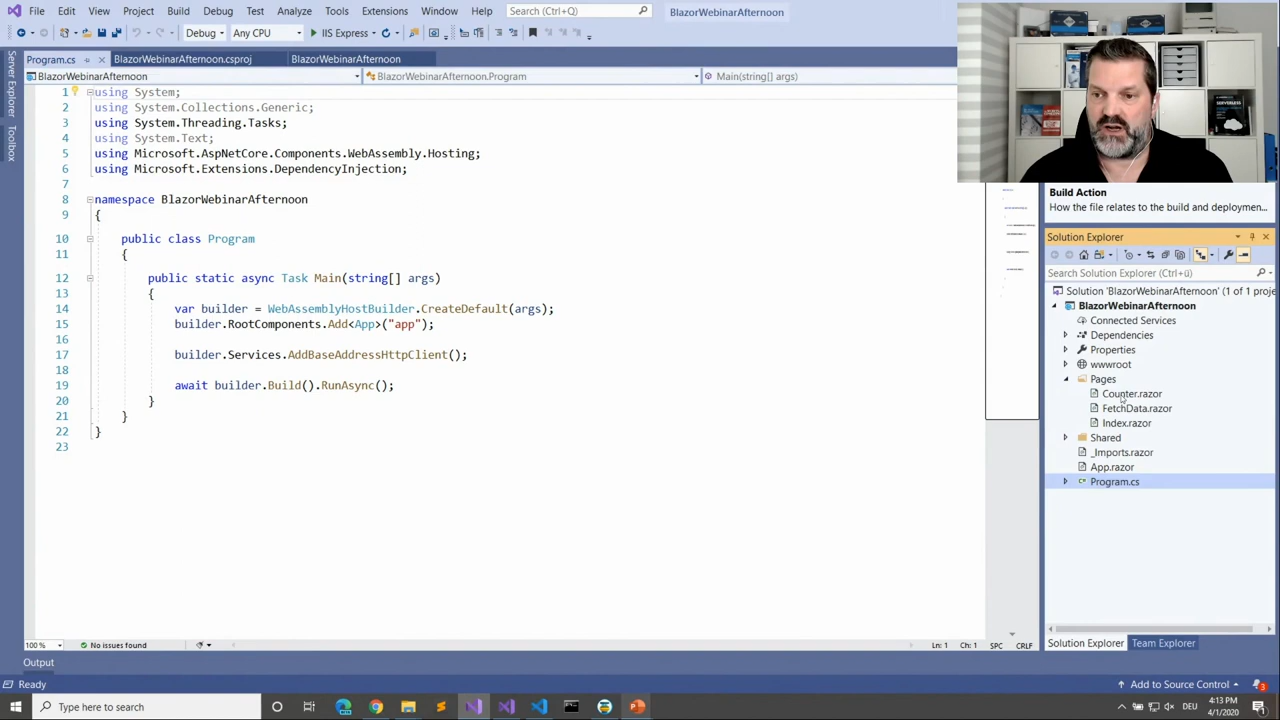 File Edit View Project Build Debug Test Analyze Tools Extensions Window Help Search (Ctrl+Q) BlazorWebinarAfternoon
Debug Any CPU IIS Express
Program.cs BlazorWebinarAfternoon.csproj BlazorWebinarAfternoon
BlazorWebinarAfternoon BlazorWebinarAfternoon.Program Main(string[] args)
Server Explorer
Toolbox
1 using System;
2 using System.Collections.Generic;
3 using System.Threading.Tasks;
4 using System.Text;
5 using Microsoft.AspNetCore.Components.WebAssembly.Hosting;
6 using Microsoft.Extensions.DependencyInjection;
7
8 namespace BlazorWebinarAfternoon
9 {
10 public class Program
11 {
12 public static async Task Main(string[] args)
13 {
14 var builder = WebAssemblyHostBuilder.CreateDefault(args);
15 builder.RootComponents.Add<App>("app");
16
17 builder.Services.AddBaseAddressHttpClient();
18
19 await builder.Build().RunAsync();
20 }
21 }
22 }
23
SERVERLESS
Build Action
How the file relates to the build and deploymen...
Solution Explorer
Search Solution Explorer (Ctrl+ü)
Solution 'BlazorWebinarAfternoon' (1 of 1 proje
BlazorWebinarAfternoon
Connected Services
Dependencies
Properties
wwwroot
Pages
Counter.razor
FetchData.razor
Index.razor
Shared
_Imports.razor
App.razor
Program.cs
Solution Explorer Team Explorer
100 % No issues found Ln: 1 Ch: 1 SPC CRLF
Output
Ready Add to Source Control 3
Type here to search DEU 4:13 PM
4/1/2020 1